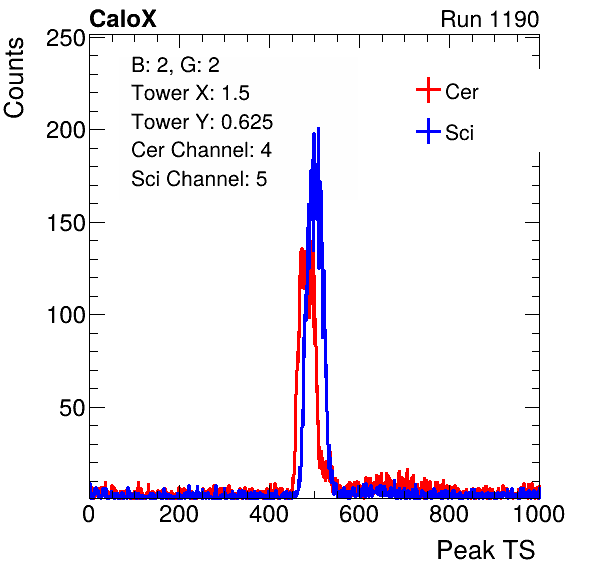 CaloX Run 1190
Counts
250
200
150
100
50
B: 2, G: 2
Tower X: 1.5
Tower Y: 0.625
Cer Channel: 4
Sci Channel: 5
Cer
Sci
0 200 400 600 800 1000
Peak TS